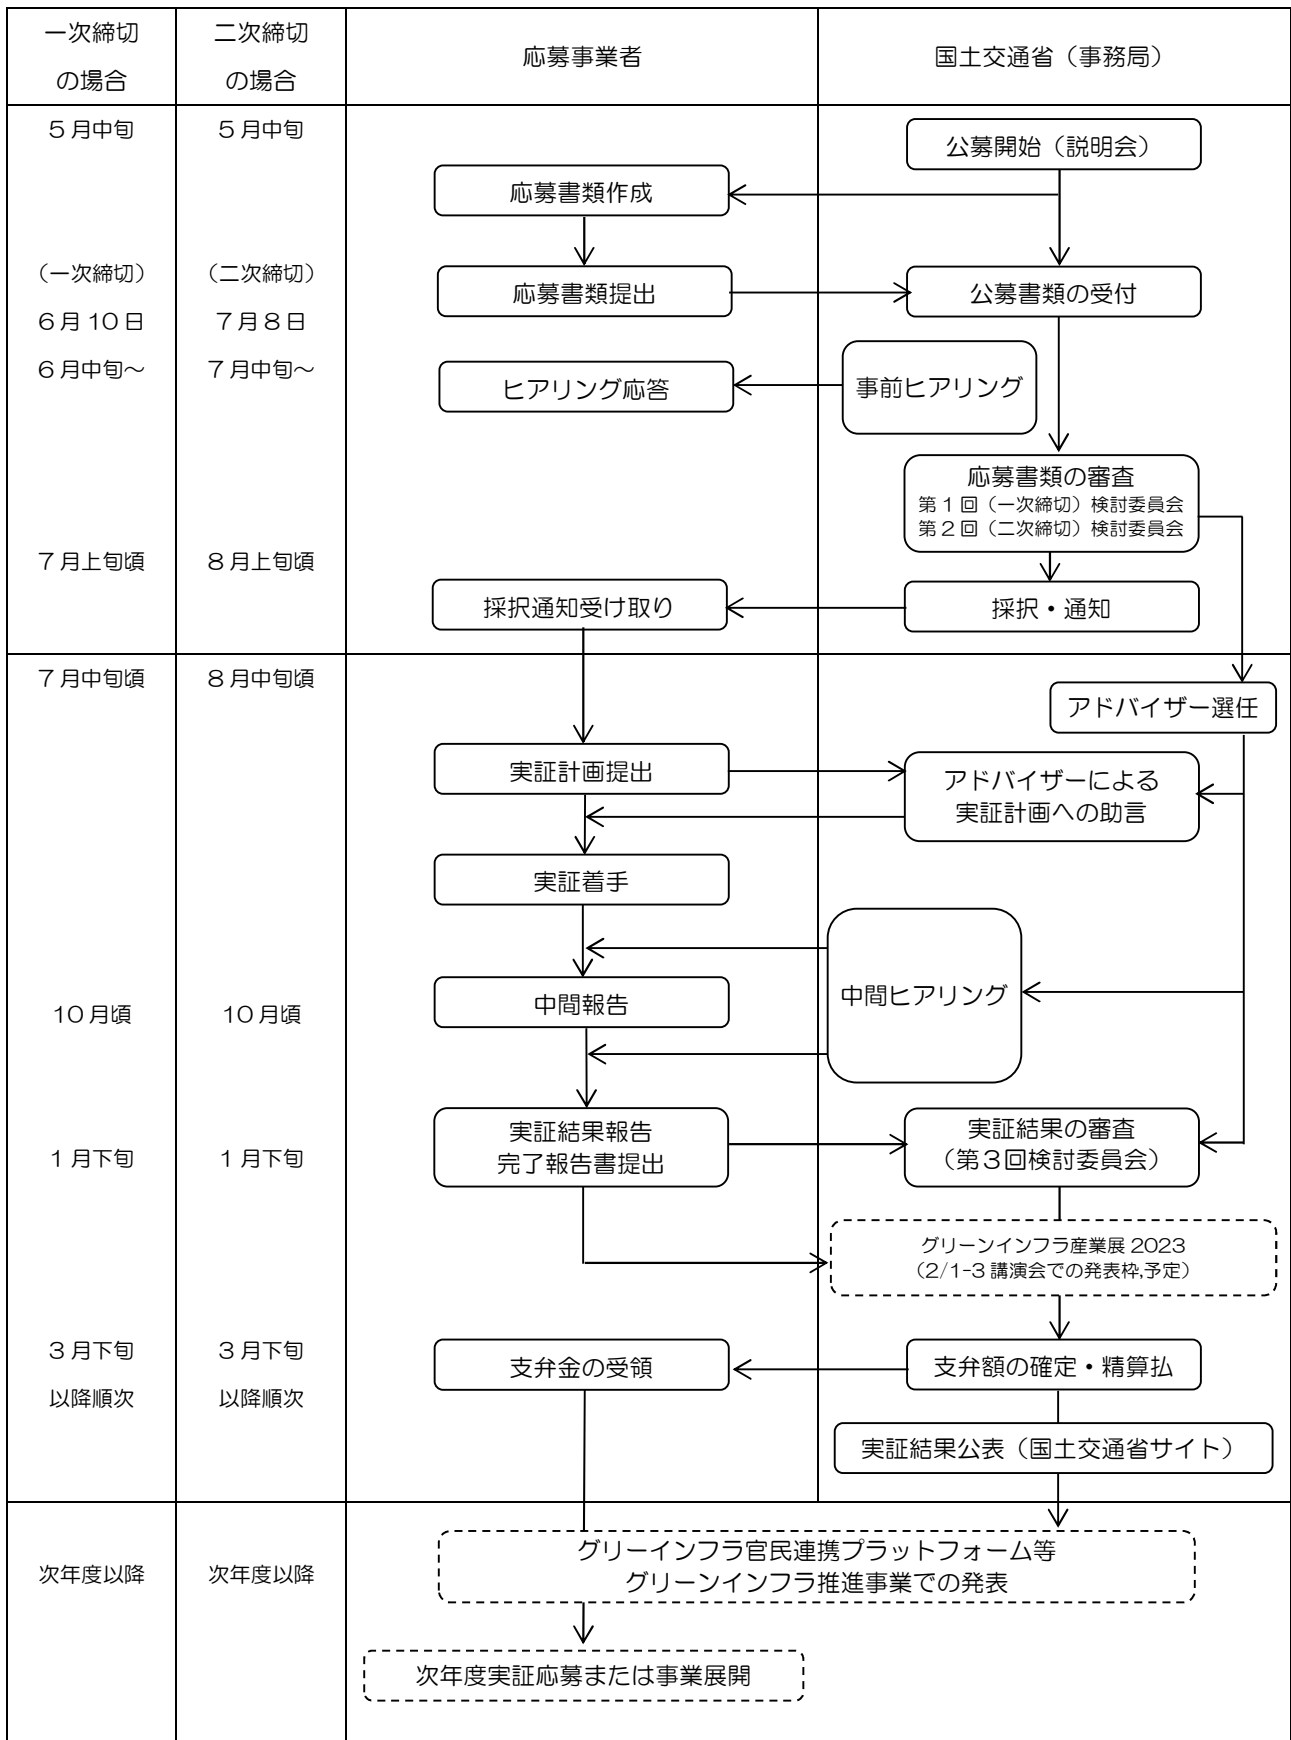 一次締切
の場合
二次締切
の場合
応募事業者
国土交通省（事務局）
５月中旬
５月中旬
公募開始（説明会）
応募書類作成
（一次締切）
６月10日
（二次締切）
７月８日
応募書類提出
公募書類の受付
６月中旬～
７月中旬～
ヒアリング応答
事前ヒアリング
応募書類の審査
第１回（一次締切）検討委員会
第２回（二次締切）検討委員会
７月上旬頃
８月上旬頃
採択通知受け取り
採択・通知
７月中旬頃
８月中旬頃
アドバイザー選任
実証計画提出
アドバイザーによる
実証計画への助言
実証着手
10月頃
10月頃
中間報告
中間ヒアリング
１月下旬
１月下旬
実証結果報告
完了報告書提出
実証結果の審査
（第３回検討委員会）
グリーンインフラ産業展2023
（2/1-3講演会での発表枠,予定）
３月下旬
以降順次
３月下旬
以降順次
支弁金の受領
支弁額の確定・精算払
実証結果公表（国土交通省サイト）
次年度以降
次年度以降
グリーインフラ官民連携プラットフォーム等
グリーンインフラ推進事業での発表
次年度実証応募または事業展開